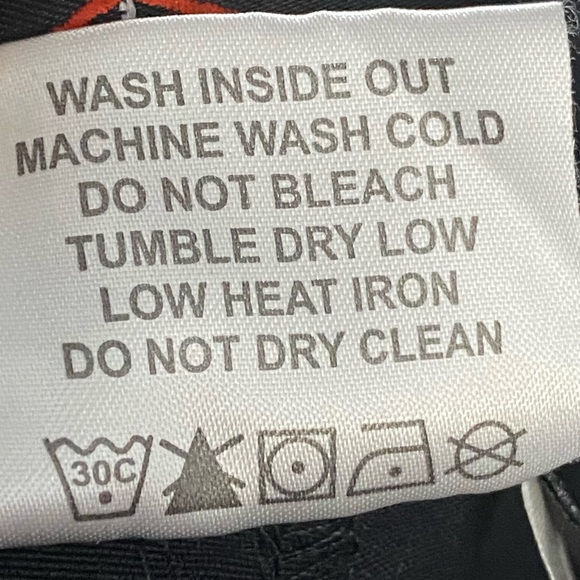 WASH INSIDE OUT
MACHINE WASH COLD
DO NOT BLEACH
TUMBLE DRY LOW
LOW HEAT IRON
DO NOT DRY CLEAN
30C